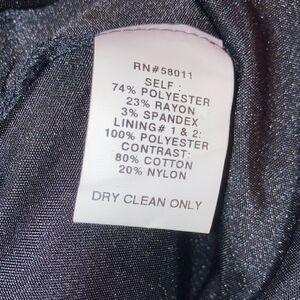 RN#58011
SELF :
74% POLYESTER
23% RAYON
3% SPANDEX
LINING# 1 & 2:
100% POLYESTER
CONTRAST:
80% COTTON
20% NYLON
DRY CLEAN ONLY